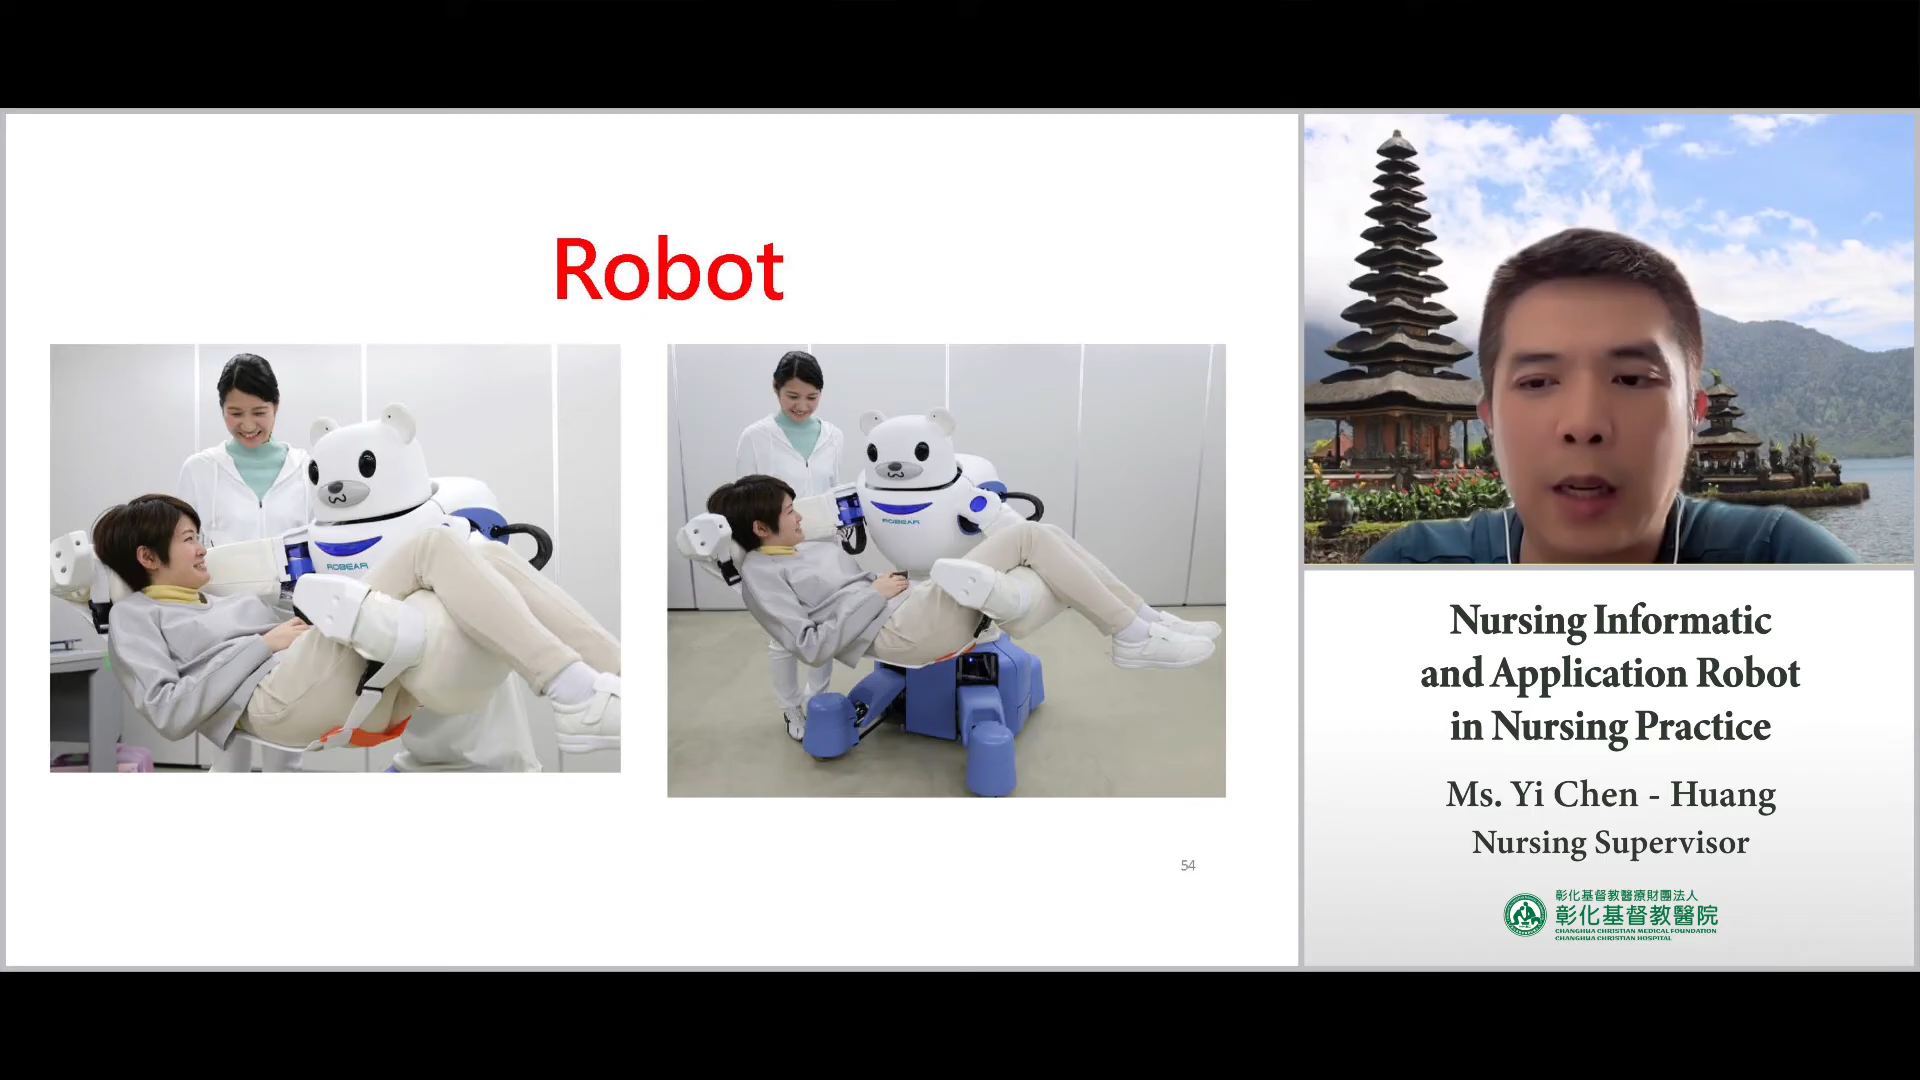 Robot
ROBEAR
ROBEAR
54
Nursing Informatic
and Application Robot
in Nursing Practice
Ms. Yi Chen - Huang
Nursing Supervisor
彰化基督教醫療財團法人
彰化基督教醫院
CHANGHUA CHRISTIAN MEDICAL FOUNDATION
CHANGHUA CHRISTIAN HOSPITAL